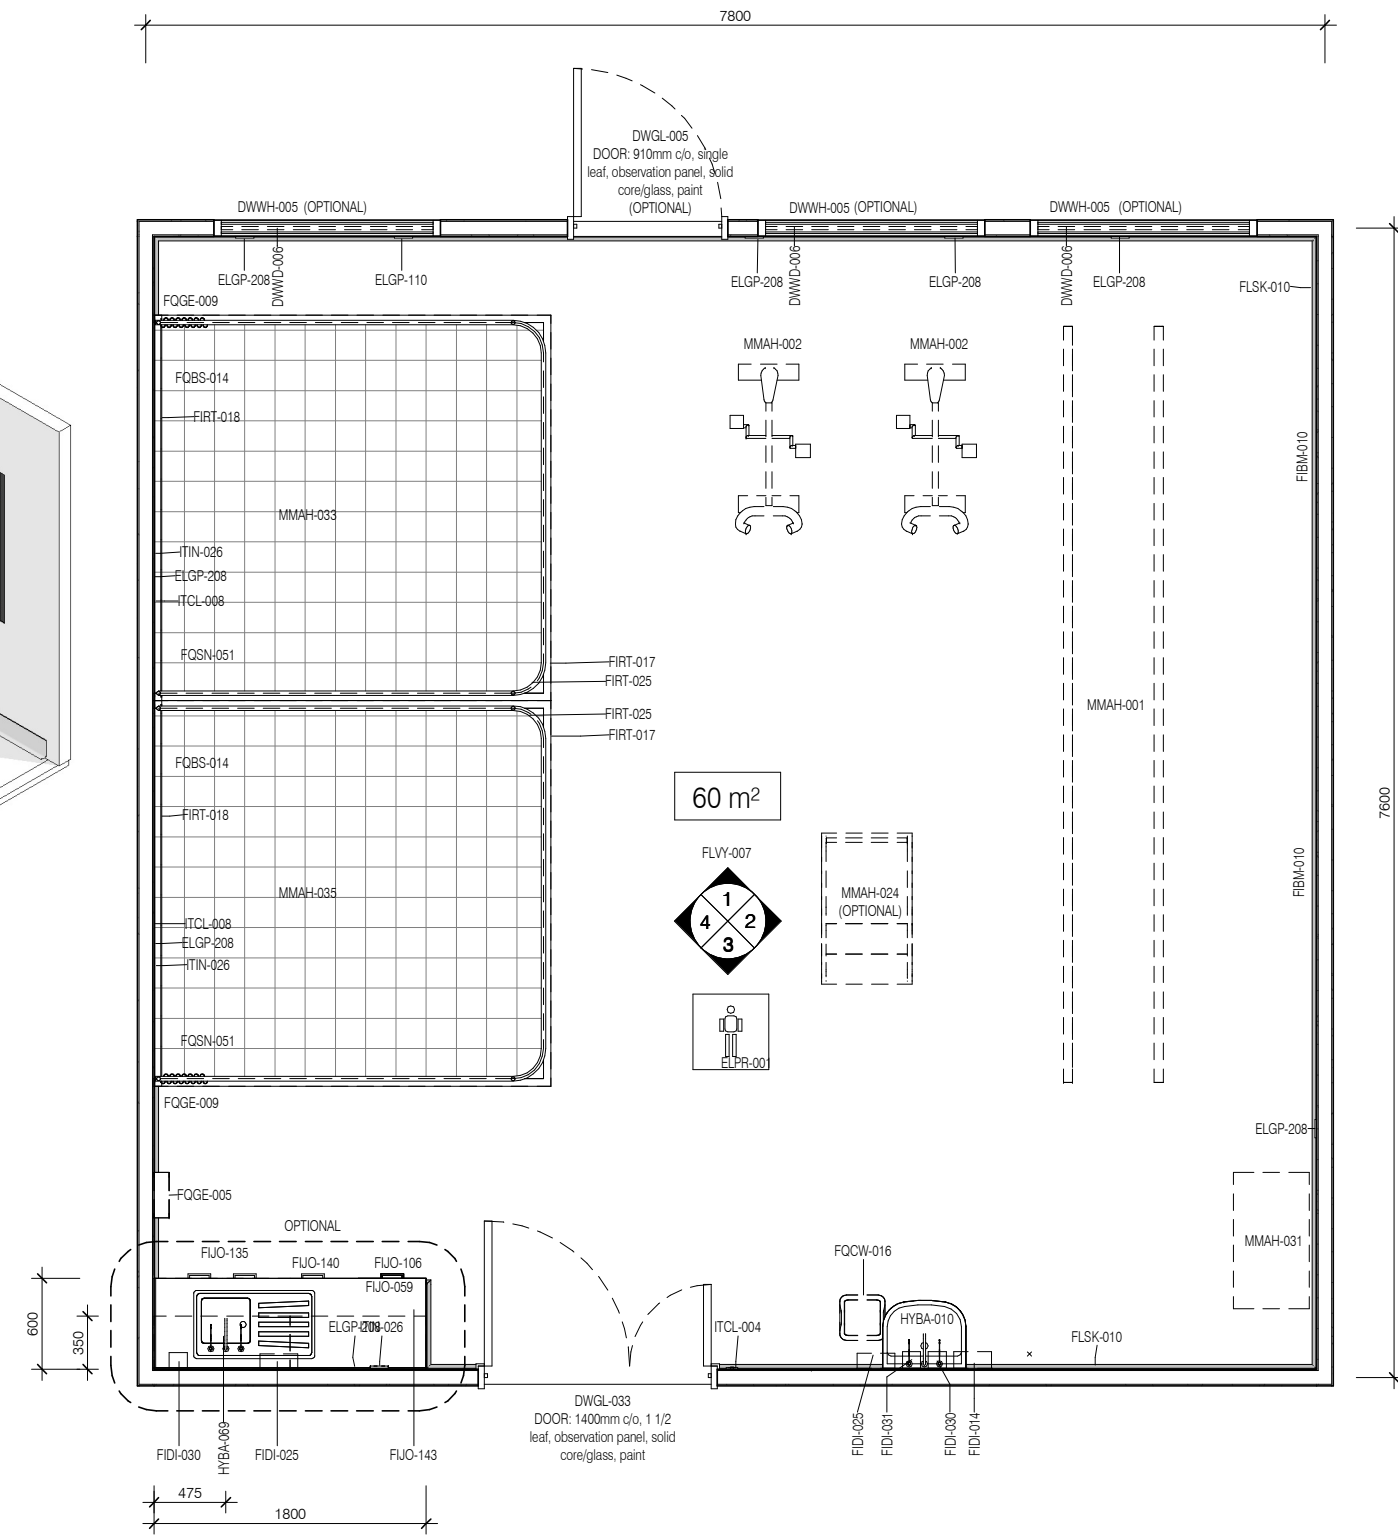 7800
DWGL-005
DOOR: 910mm c/o, single
leaf, observation panel, solid
core/glass, paint
(OPTIONAL)
DWWH-005 (OPTIONAL)
DWWH-005 (OPTIONAL)
DWWH-005 (OPTIONAL)
ELGP-208
DWWD-006
ELGP-110
ELGP-208
DWWD-006
ELGP-208
DWWD-006
ELGP-208
FLSK-010
FQGE-009
MMAH-002
MMAH-002
FQBS-014
FIRT-018
FIBM-010
MMAH-033
ITIN-026
ELGP-208
ITCL-008
FQSN-051
FIRT-017
FIRT-025
FIRT-025
FIRT-017
MMAH-001
FQBS-014
FIRT-018
60 m²
7600
FLVY-007
MMAH-035
MMAH-024
(OPTIONAL)
FIBM-010
1
4 2
3
ITCL-008
ELGP-208
ITIN-026
FQSN-051
ELPR-001
FQGE-009
ELGP-208
FQGE-005
OPTIONAL
MMAH-031
FIJO-135
FIJO-140
FIJO-106
FIJO-059
FQCW-016
600
350
ELGP-208
ITIN-026
ITCL-004
HYBA-010
FLSK-010
x
DWGL-033
DOOR: 1400mm c/o, 1 1/2
leaf, observation panel, solid
core/glass, paint
FIDI-030
HYBA-069
FIDI-025
FIJO-143
FIDI-025
FIDI-031
FIDI-030
FIDI-014
475
1800